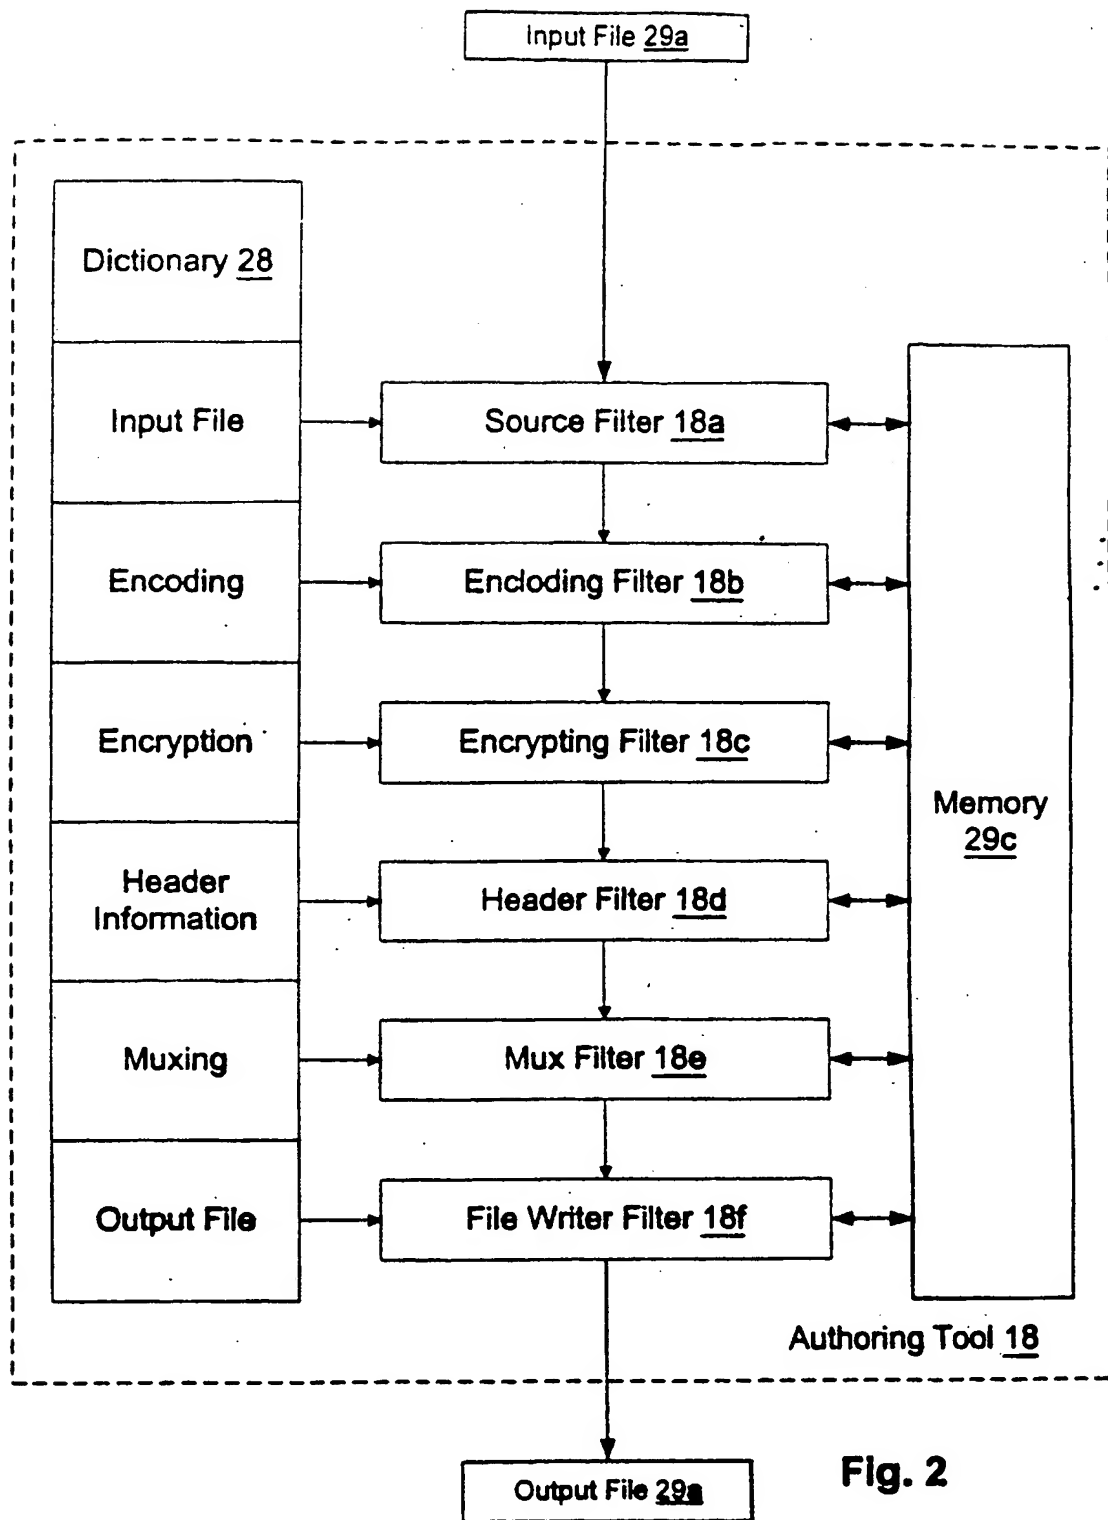 Input File 29a
Dictionary 28
Input File
Source Filter 18a
Encoding
Encloding Filter 18b
Encryption
Encrypting Filter 18c
Memory
29c
Header
Information
Header Filter 18d
Muxing
Mux Filter 18e
Output File
File Writer Filter 18f
Authoring Tool 18
Output File 29a
Fig. 2